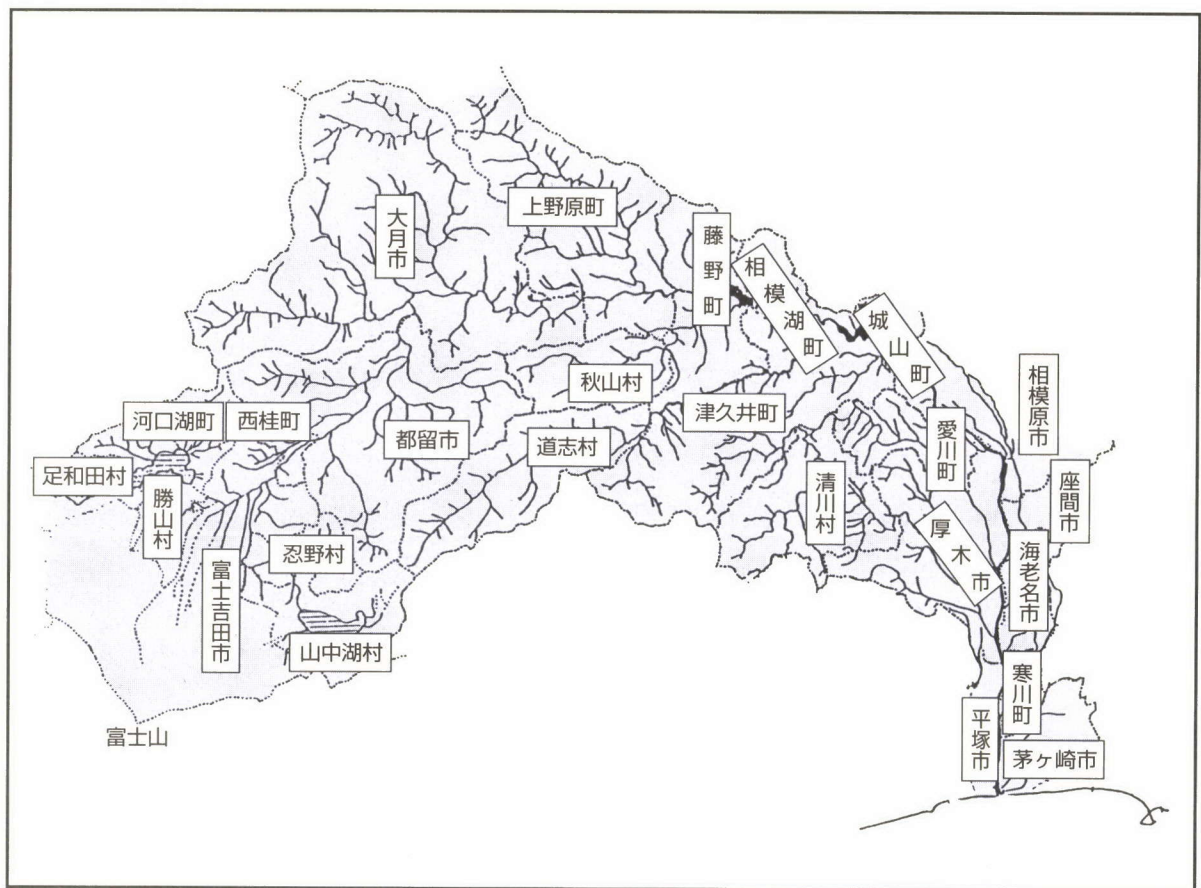 上野原町
大月市
藤野町
相模湖町
城山町
秋山村
津久井町
相模原市
河口湖町
西桂町
都留市
道志村
愛川町
座間市
足和田村
勝山村
清川村
厚木市
海老名市
忍野村
富士吉田市
山中湖村
寒川町
平塚市
茅ヶ崎市
富士山